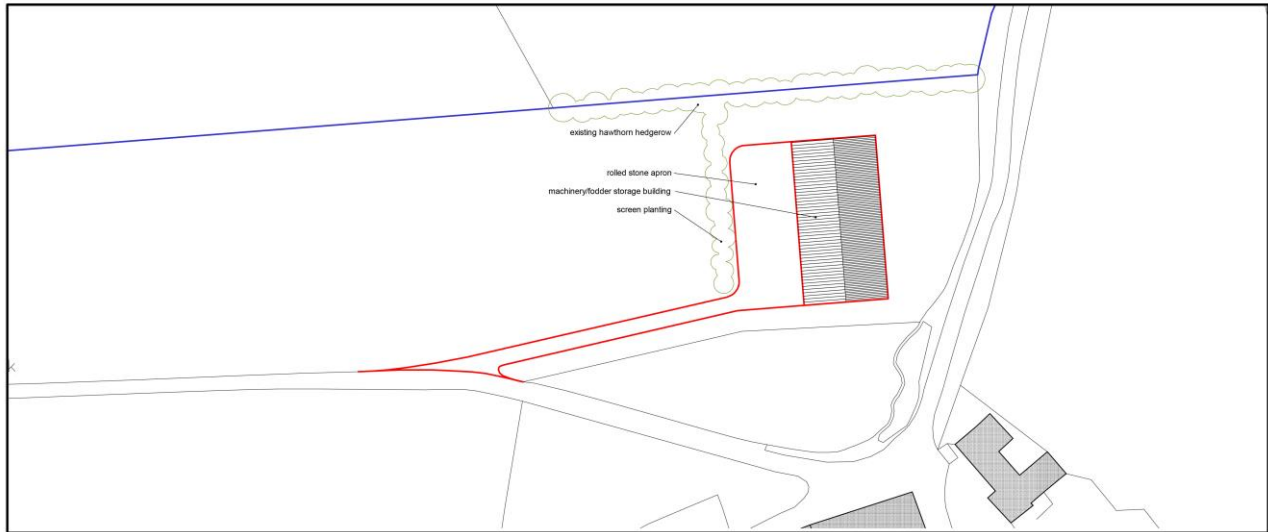 existing hawthorn hedgerow
rolled stone apron
machinery/fodder storage building
screen planting
k